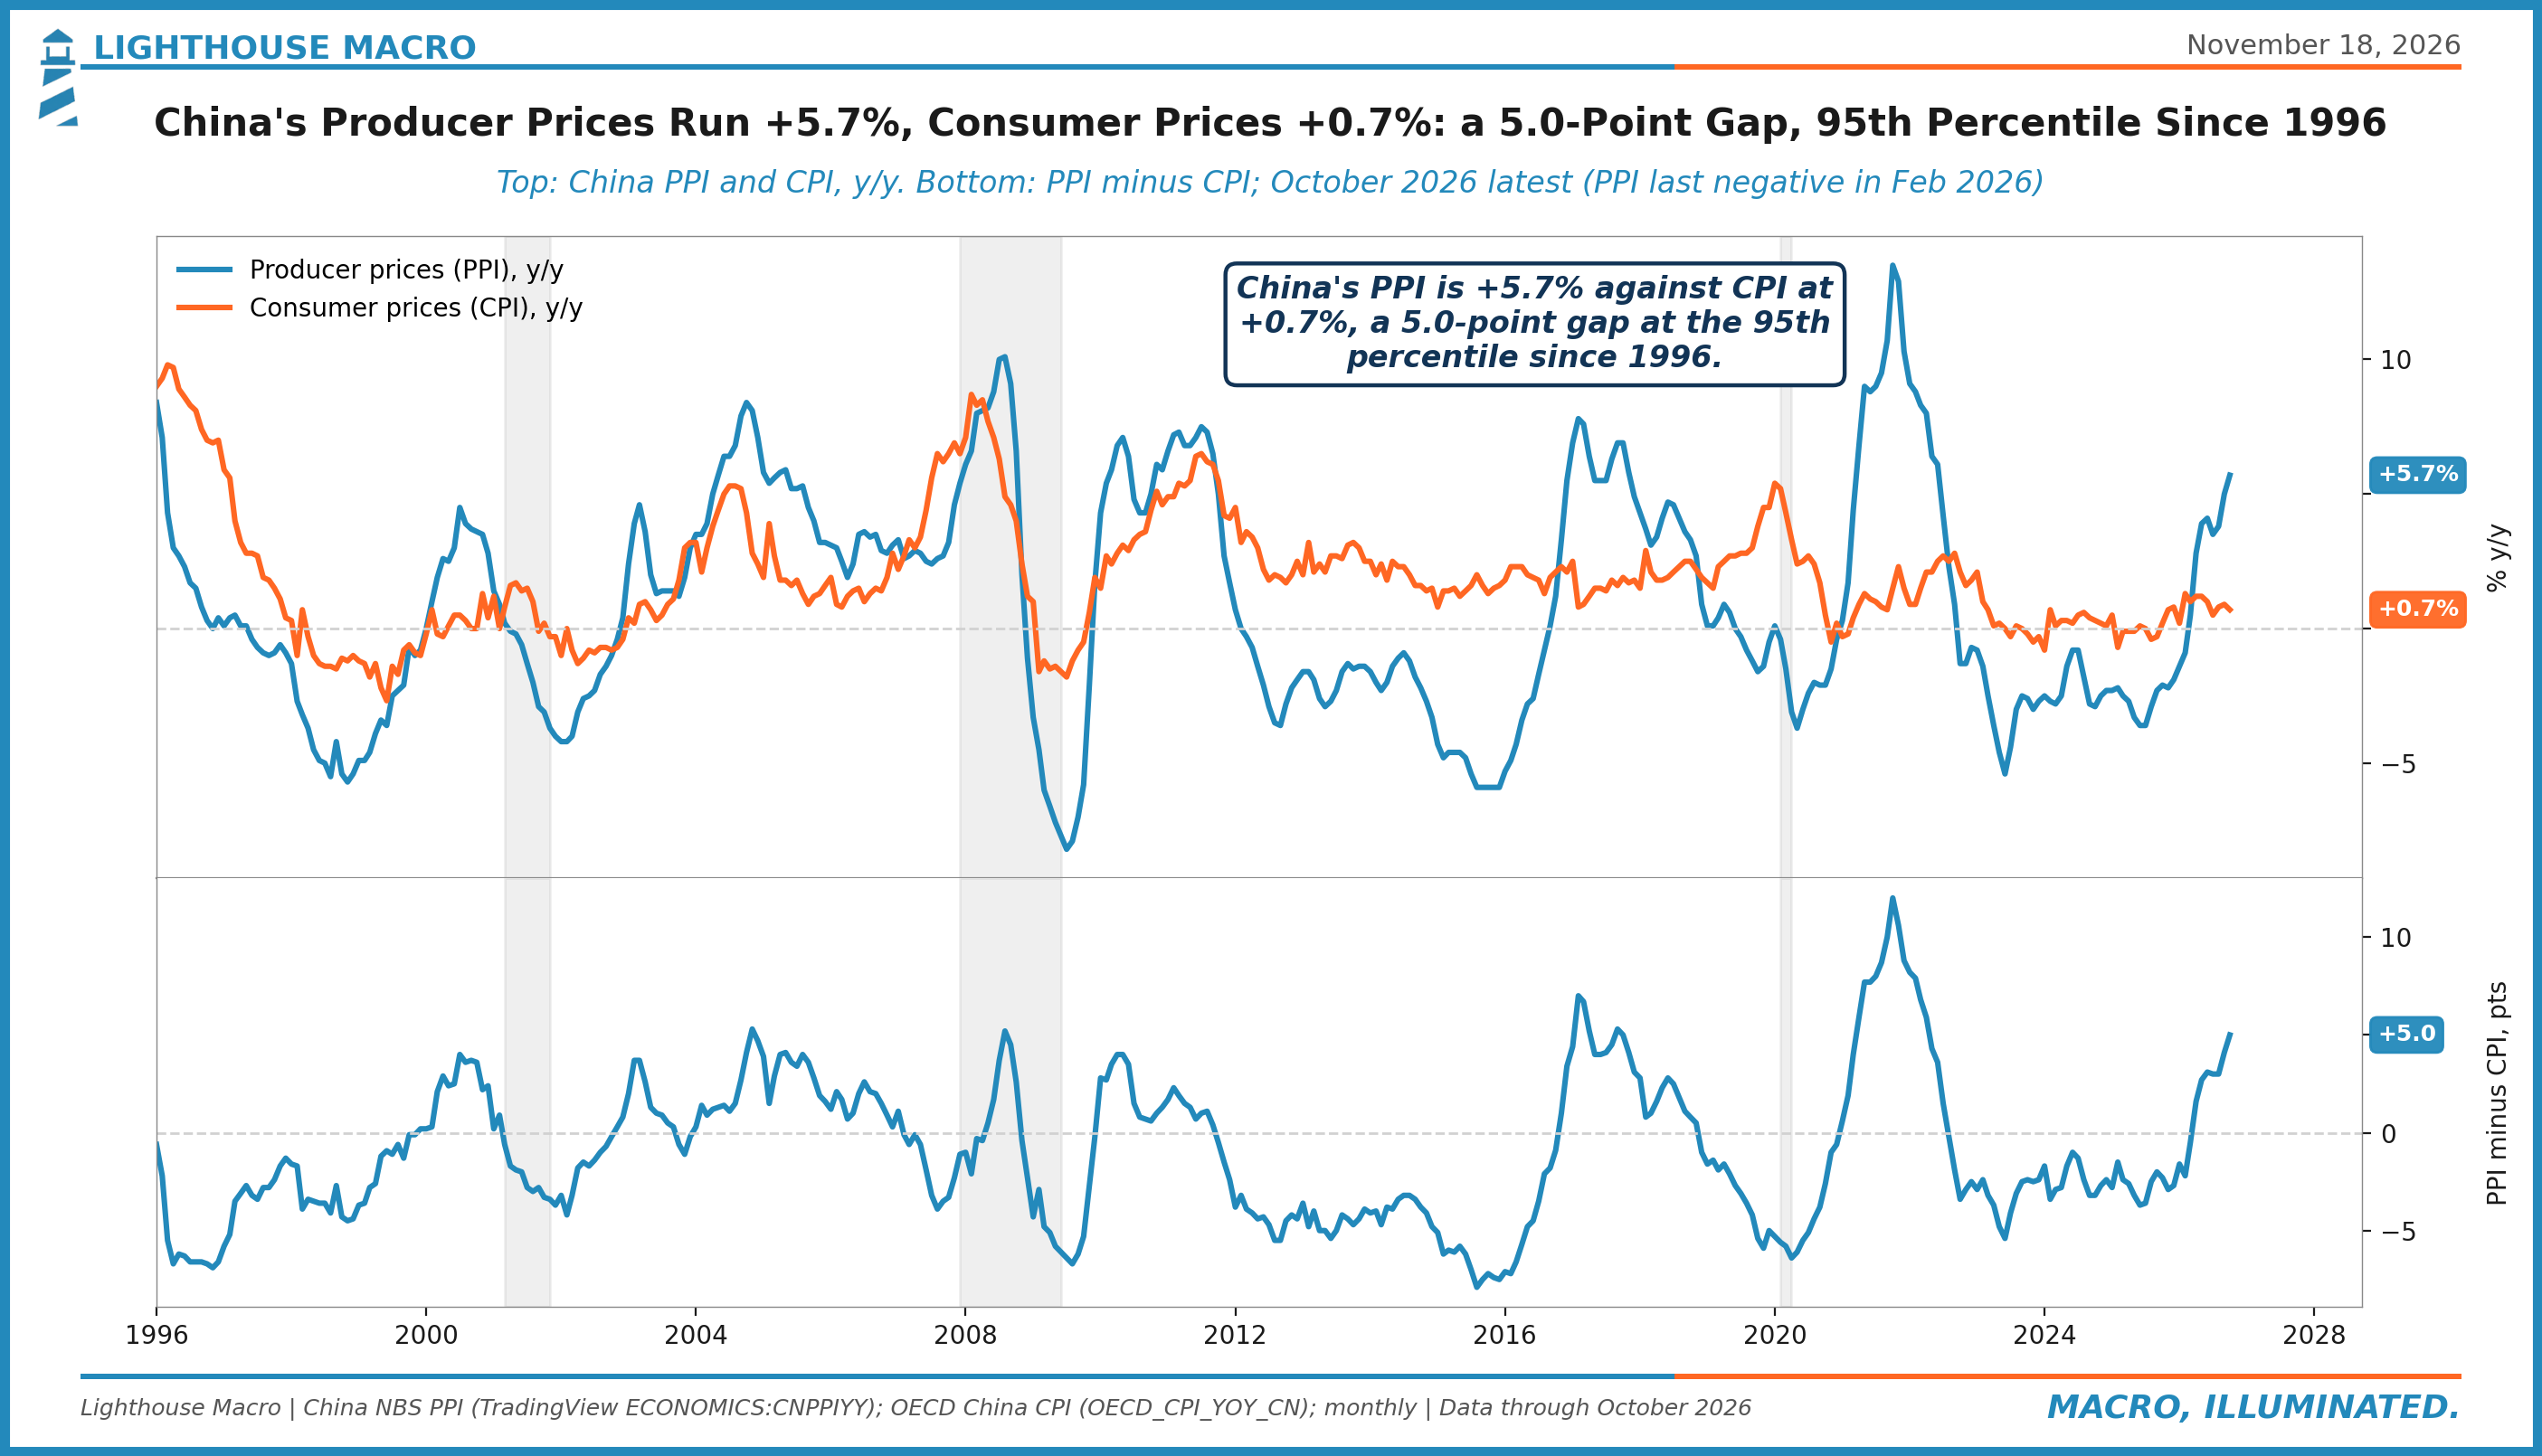 LIGHTHOUSE MACRO
November 18, 2026
China's Producer Prices Run +5.7%, Consumer Prices +0.7%: a 5.0-Point Gap, 95th Percentile Since 1996
Top: China PPI and CPI, y/y. Bottom: PPI minus CPI; October 2026 latest (PPI last negative in Feb 2026)
Producer prices (PPI), y/y
Consumer prices (CPI), y/y
China's PPI is +5.7% against CPI at
+0.7%, a 5.0-point gap at the 95th
percentile since 1996.
10
+5.7%
+0.7%
−5
% y/y
10
+5.0
0
−5
PPI minus CPI, pts
1996 2000 2004 2008 2012 2016 2020 2024 2028
Lighthouse Macro | China NBS PPI (TradingView ECONOMICS:CNPPIYY); OECD China CPI (OECD_CPI_YOY_CN); monthly | Data through October 2026
MACRO, ILLUMINATED.